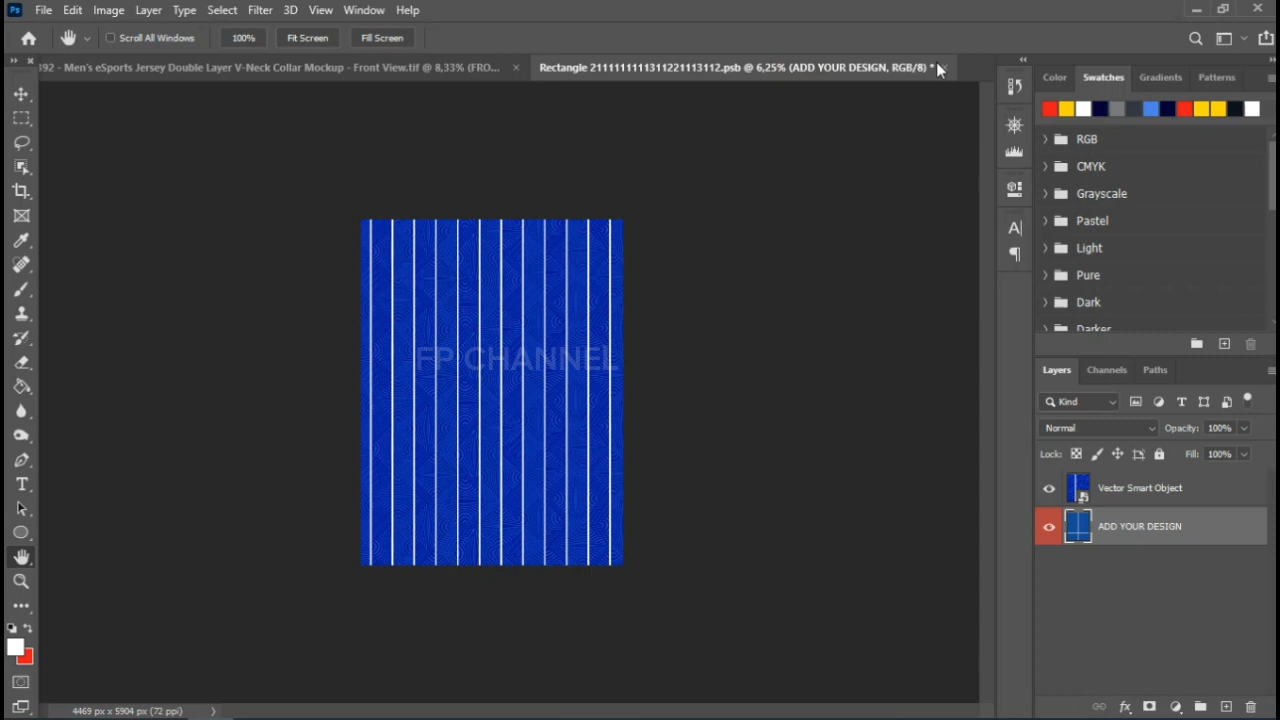 Ps File Edit Image Layer Type Select Filter 3D View Window Help
Scroll All Windows 100% Fit Screen Fill Screen
392 - Men's eSports Jersey Double Layer V-Neck Collar Mockup - Front View.tif @ 8,33% (FRO... × Rectangle 2111111111311221113112.psb @ 6,25% (ADD YOUR DESIGN, RGB/8) *
Color Swatches Gradients Patterns
RGB
CMYK
Grayscale
Pastel
Light
Pure
Dark
Darker
FP CHANNEL
Layers Channels Paths
Kind
Normal Opacity: 100%
Lock: Fill: 100%
Vector Smart Object
ADD YOUR DESIGN
4469 px x 5904 px (72 ppi)